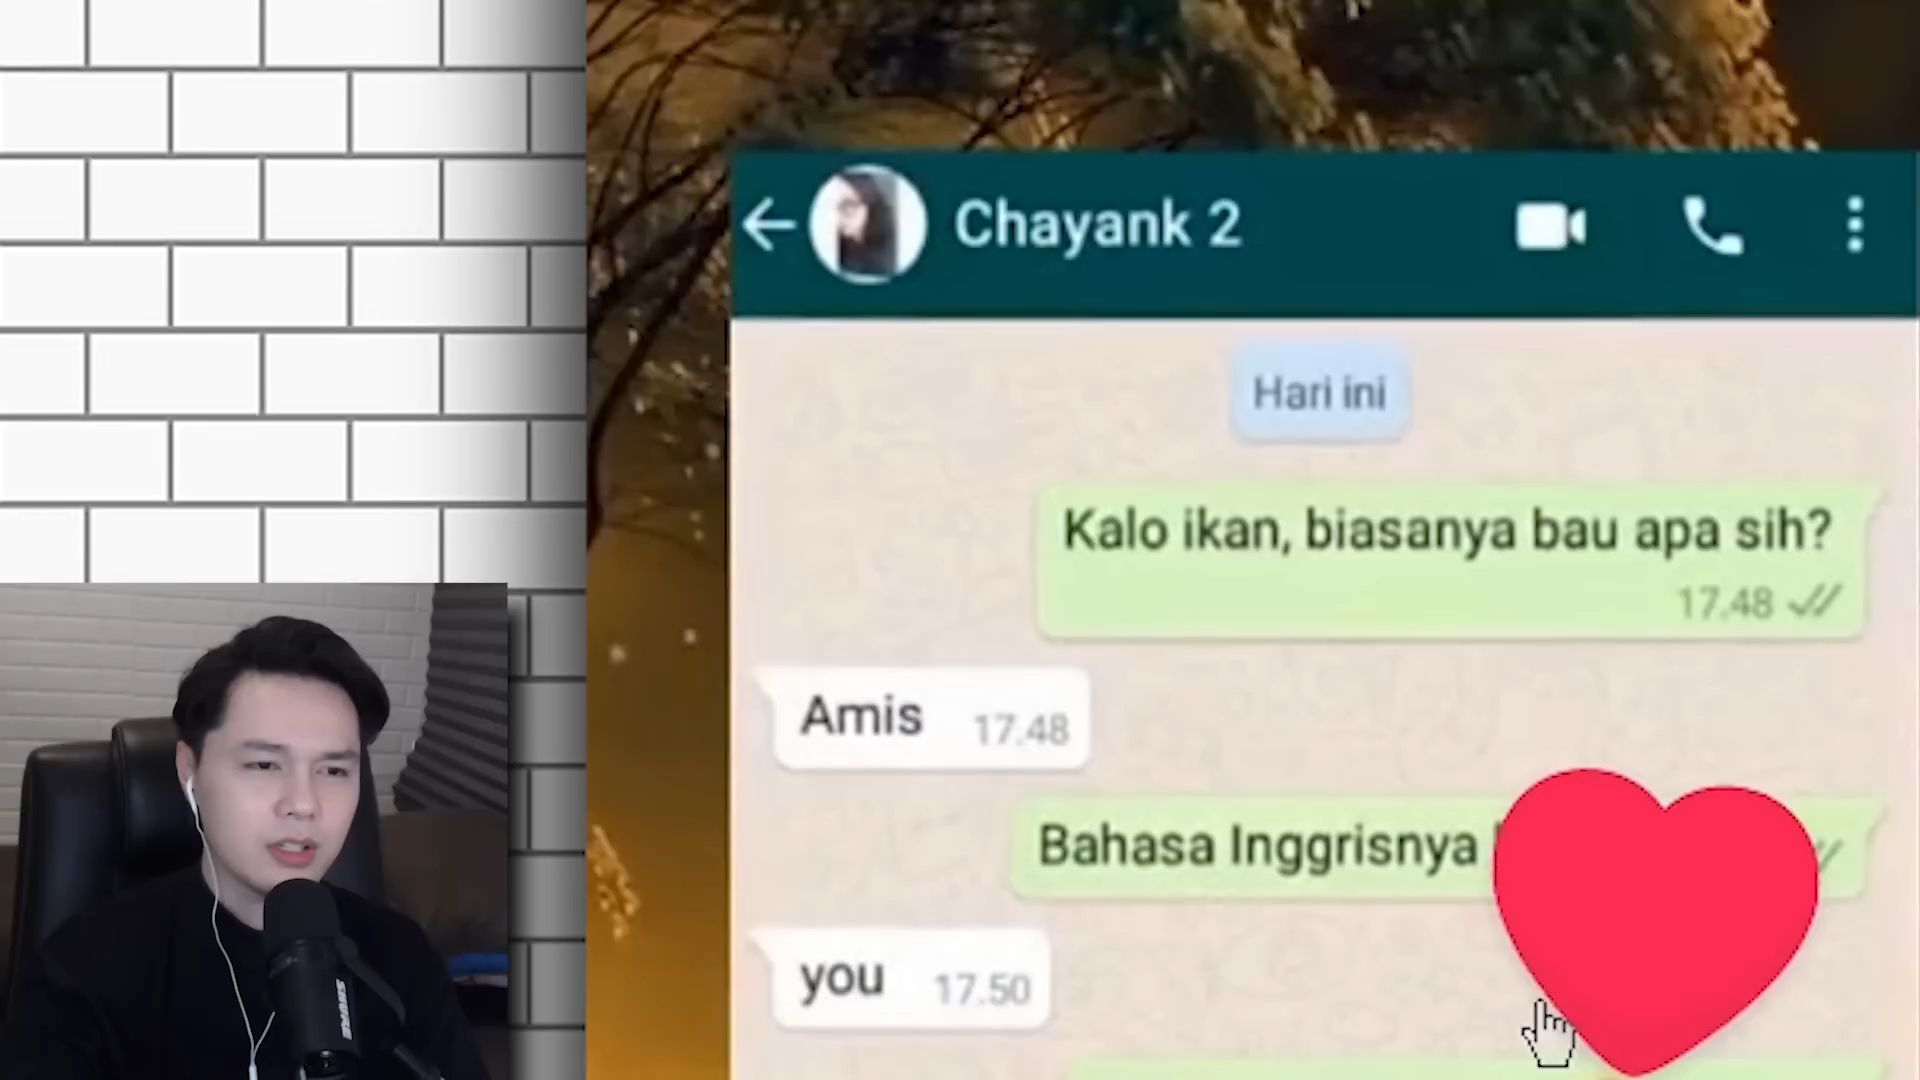 Chayank 2
Hari ini
Kalo ikan, biasanya bau apa sih?
17.48
Amis 17.48
Bahasa Inggrisnya
you 17.50
SHURE